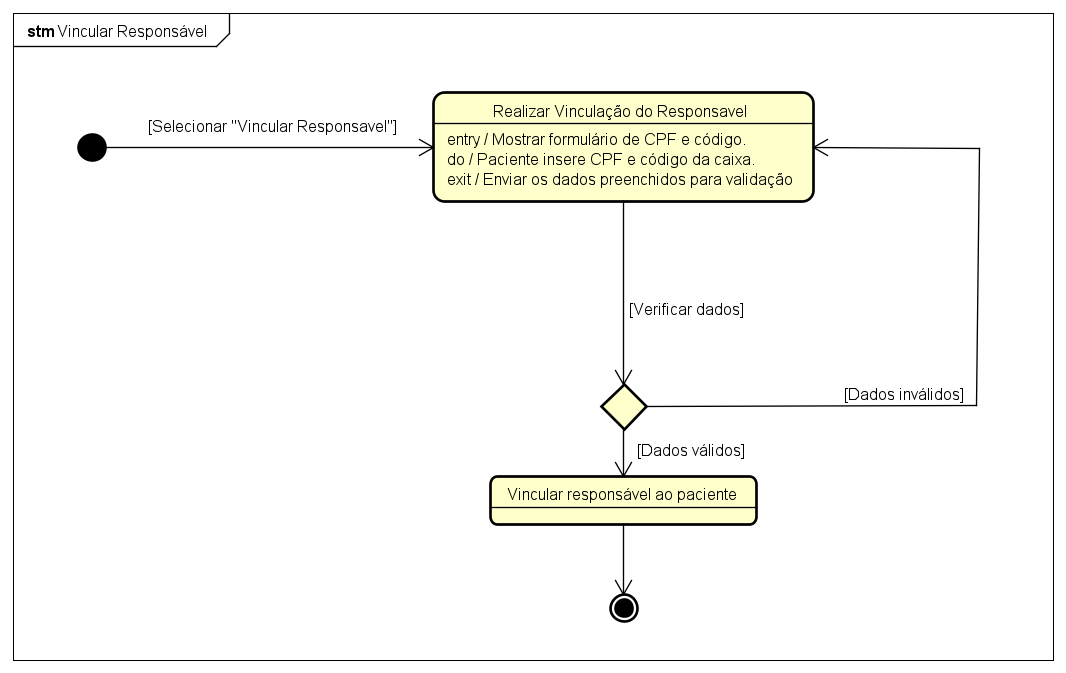 stm Vincular Responsável
[Selecionar "Vincular Responsavel"]
Realizar Vinculação do Responsavel
entry / Mostrar formulário de CPF e código.
do / Paciente insere CPF e código da caixa.
exit / Enviar os dados preenchidos para validação
[Verificar dados]
[Dados inválidos]
[Dados válidos]
Vincular responsável ao paciente